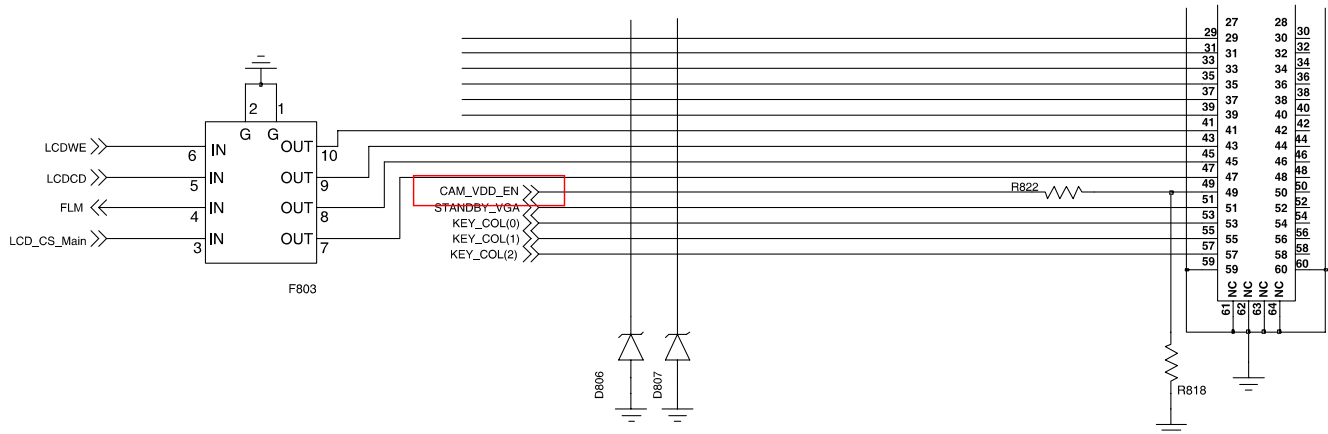 LCDWE
LCDCD
FLM
LCD_CS_Main
2 1
G G
6 IN OUT 10
5 IN OUT 9
4 IN OUT 8
3 IN OUT 7
F803
CAM_VDD_EN
STANDBY_VGA
KEY_COL(0)
KEY_COL(1)
KEY_COL(2)
D806
D807
R822
R818
27 28
29 29 30 30
31 31 32 32
33 33 34 34
35 35 36 36
37 37 38 38
39 39 40 40
41 41 42 42
43 43 44 44
45 45 46 46
47 47 48 48
49 49 50 50
51 51 52 52
53 53 54 54
55 55 56 56
57 57 58 58
59 59 60 60
NC NC NC NC
61 62 63 64